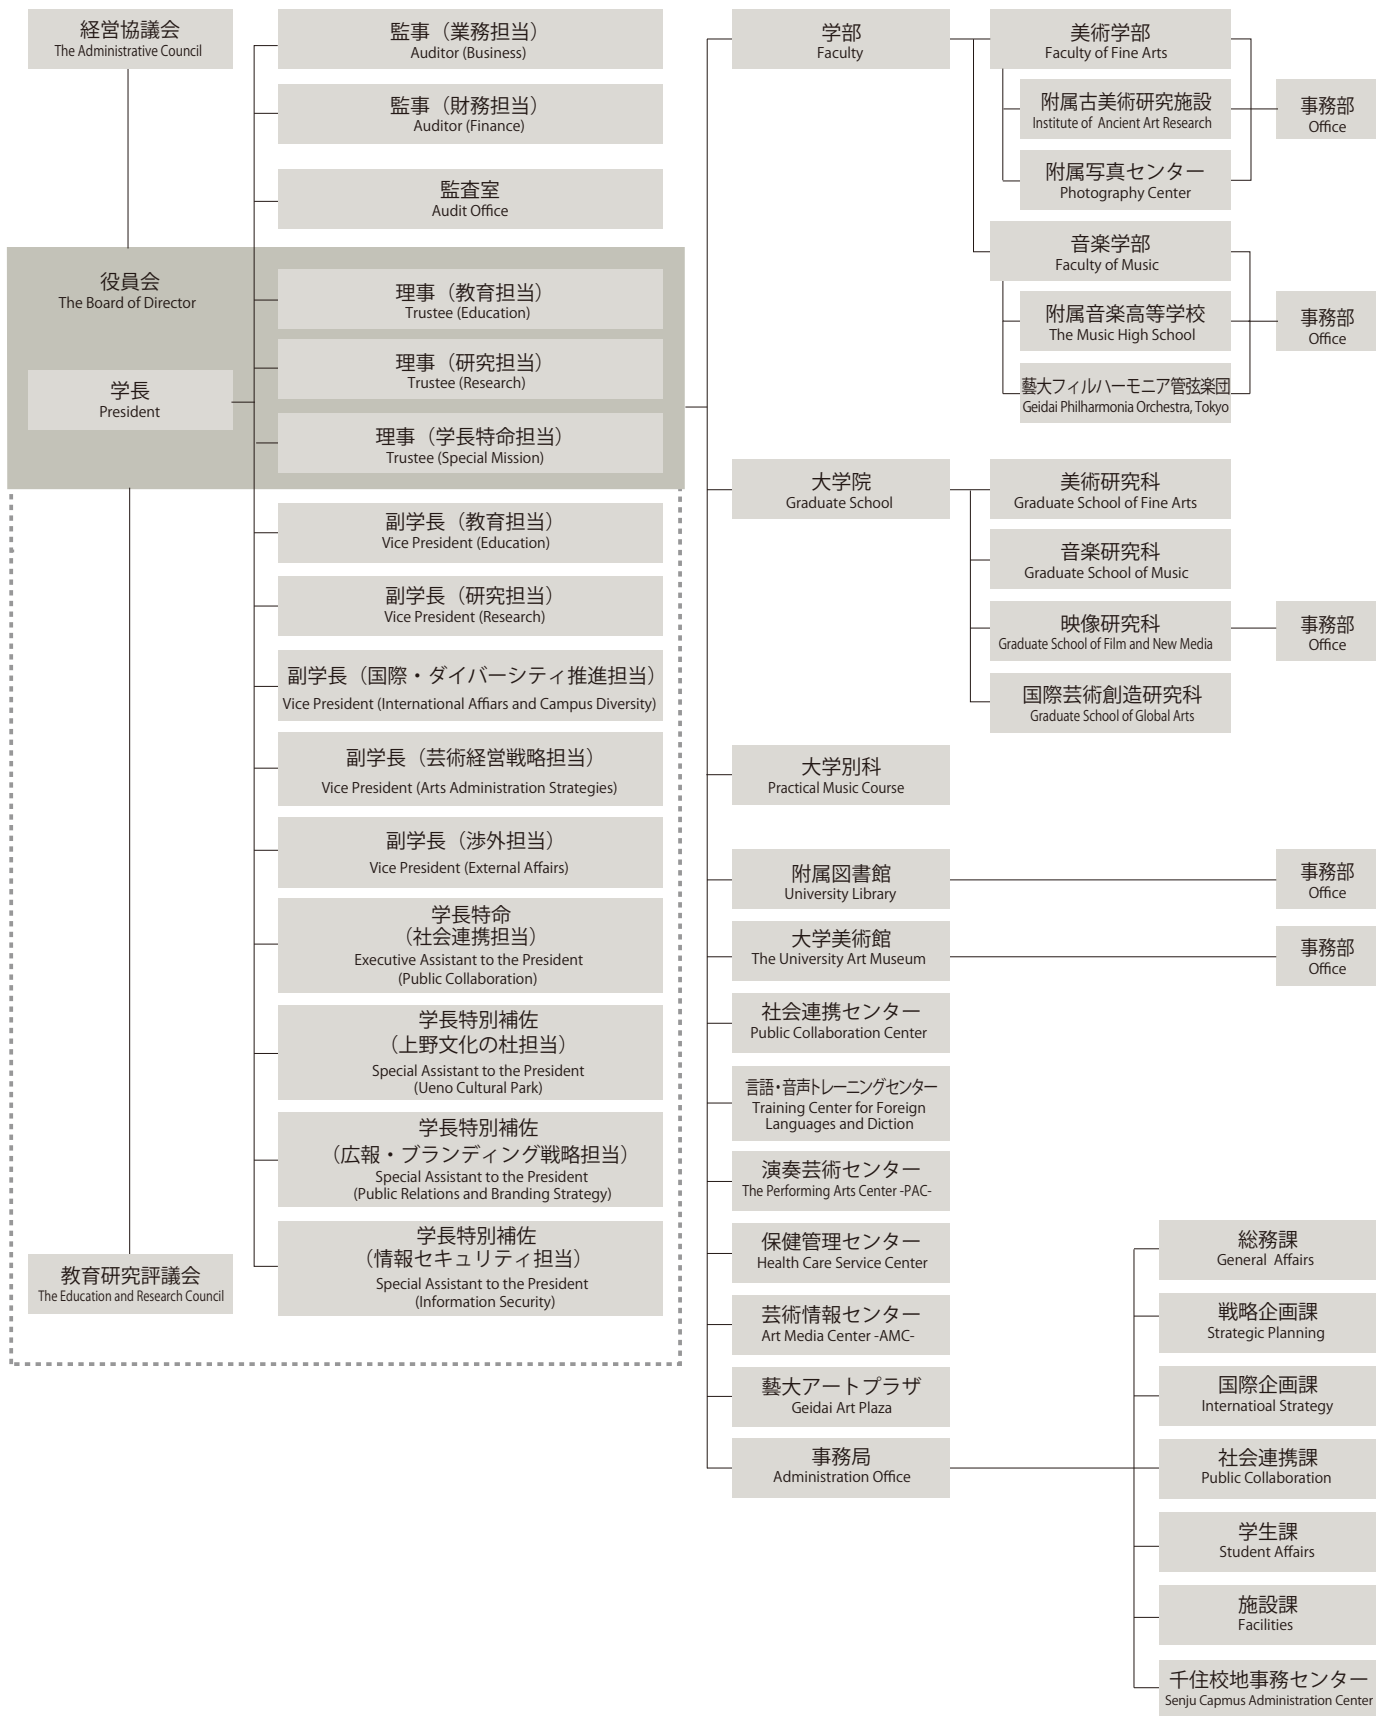 経営協議会
The Administrative Council
役員会
The Board of Director
学長
President
教育研究評議会
The Education and Research Council
監事（業務担当）
Auditor (Business)
監事（財務担当）
Auditor (Finance)
監査室
Audit Office
理事（教育担当）
Trustee (Education)
理事（研究担当）
Trustee (Research)
理事（学長特命担当）
Trustee (Special Mission)
副学長（教育担当）
Vice President (Education)
副学長（研究担当）
Vice President (Research)
副学長（国際・ダイバーシティ推進担当）
Vice President (International Affiars and Campus Diversity)
副学長（芸術経営戦略担当）
Vice President (Arts Administration Strategies)
副学長（渉外担当）
Vice President (External Affairs)
学長特命
（社会連携担当）
Executive Assistant to the President
(Public Collaboration)
学長特別補佐
（上野文化の杜担当）
Special Assistant to the President
(Ueno Cultural Park)
学長特別補佐
（広報・ブランディング戦略担当）
Special Assistant to the President
(Public Relations and Branding Strategy)
学長特別補佐
（情報セキュリティ担当）
Special Assistant to the President
(Information Security)
学部
Faculty
美術学部
Faculty of Fine Arts
附属古美術研究施設
Institute of Ancient Art Research
附属写真センター
Photography Center
事務部
Office
音楽学部
Faculty of Music
附属音楽高等学校
The Music High School
藝大フィルハーモニア管弦楽団
Geidai Philharmonia Orchestra, Tokyo
事務部
Office
大学院
Graduate School
美術研究科
Graduate School of Fine Arts
音楽研究科
Graduate School of Music
映像研究科
Graduate School of Film and New Media
事務部
Office
国際芸術創造研究科
Graduate School of Global Arts
大学別科
Practical Music Course
附属図書館
University Library
事務部
Office
大学美術館
The University Art Museum
事務部
Office
社会連携センター
Public Collaboration Center
言語・音声トレーニングセンター
Training Center for Foreign
Languages and Diction
演奏芸術センター
The Performing Arts Center -PAC-
保健管理センター
Health Care Service Center
芸術情報センター
Art Media Center -AMC-
藝大アートプラザ
Geidai Art Plaza
事務局
Administration Office
総務課
General Affairs
戦略企画課
Strategic Planning
国際企画課
Internatioal Strategy
社会連携課
Public Collaboration
学生課
Student Affairs
施設課
Facilities
千住校地事務センター
Senju Capmus Administration Center